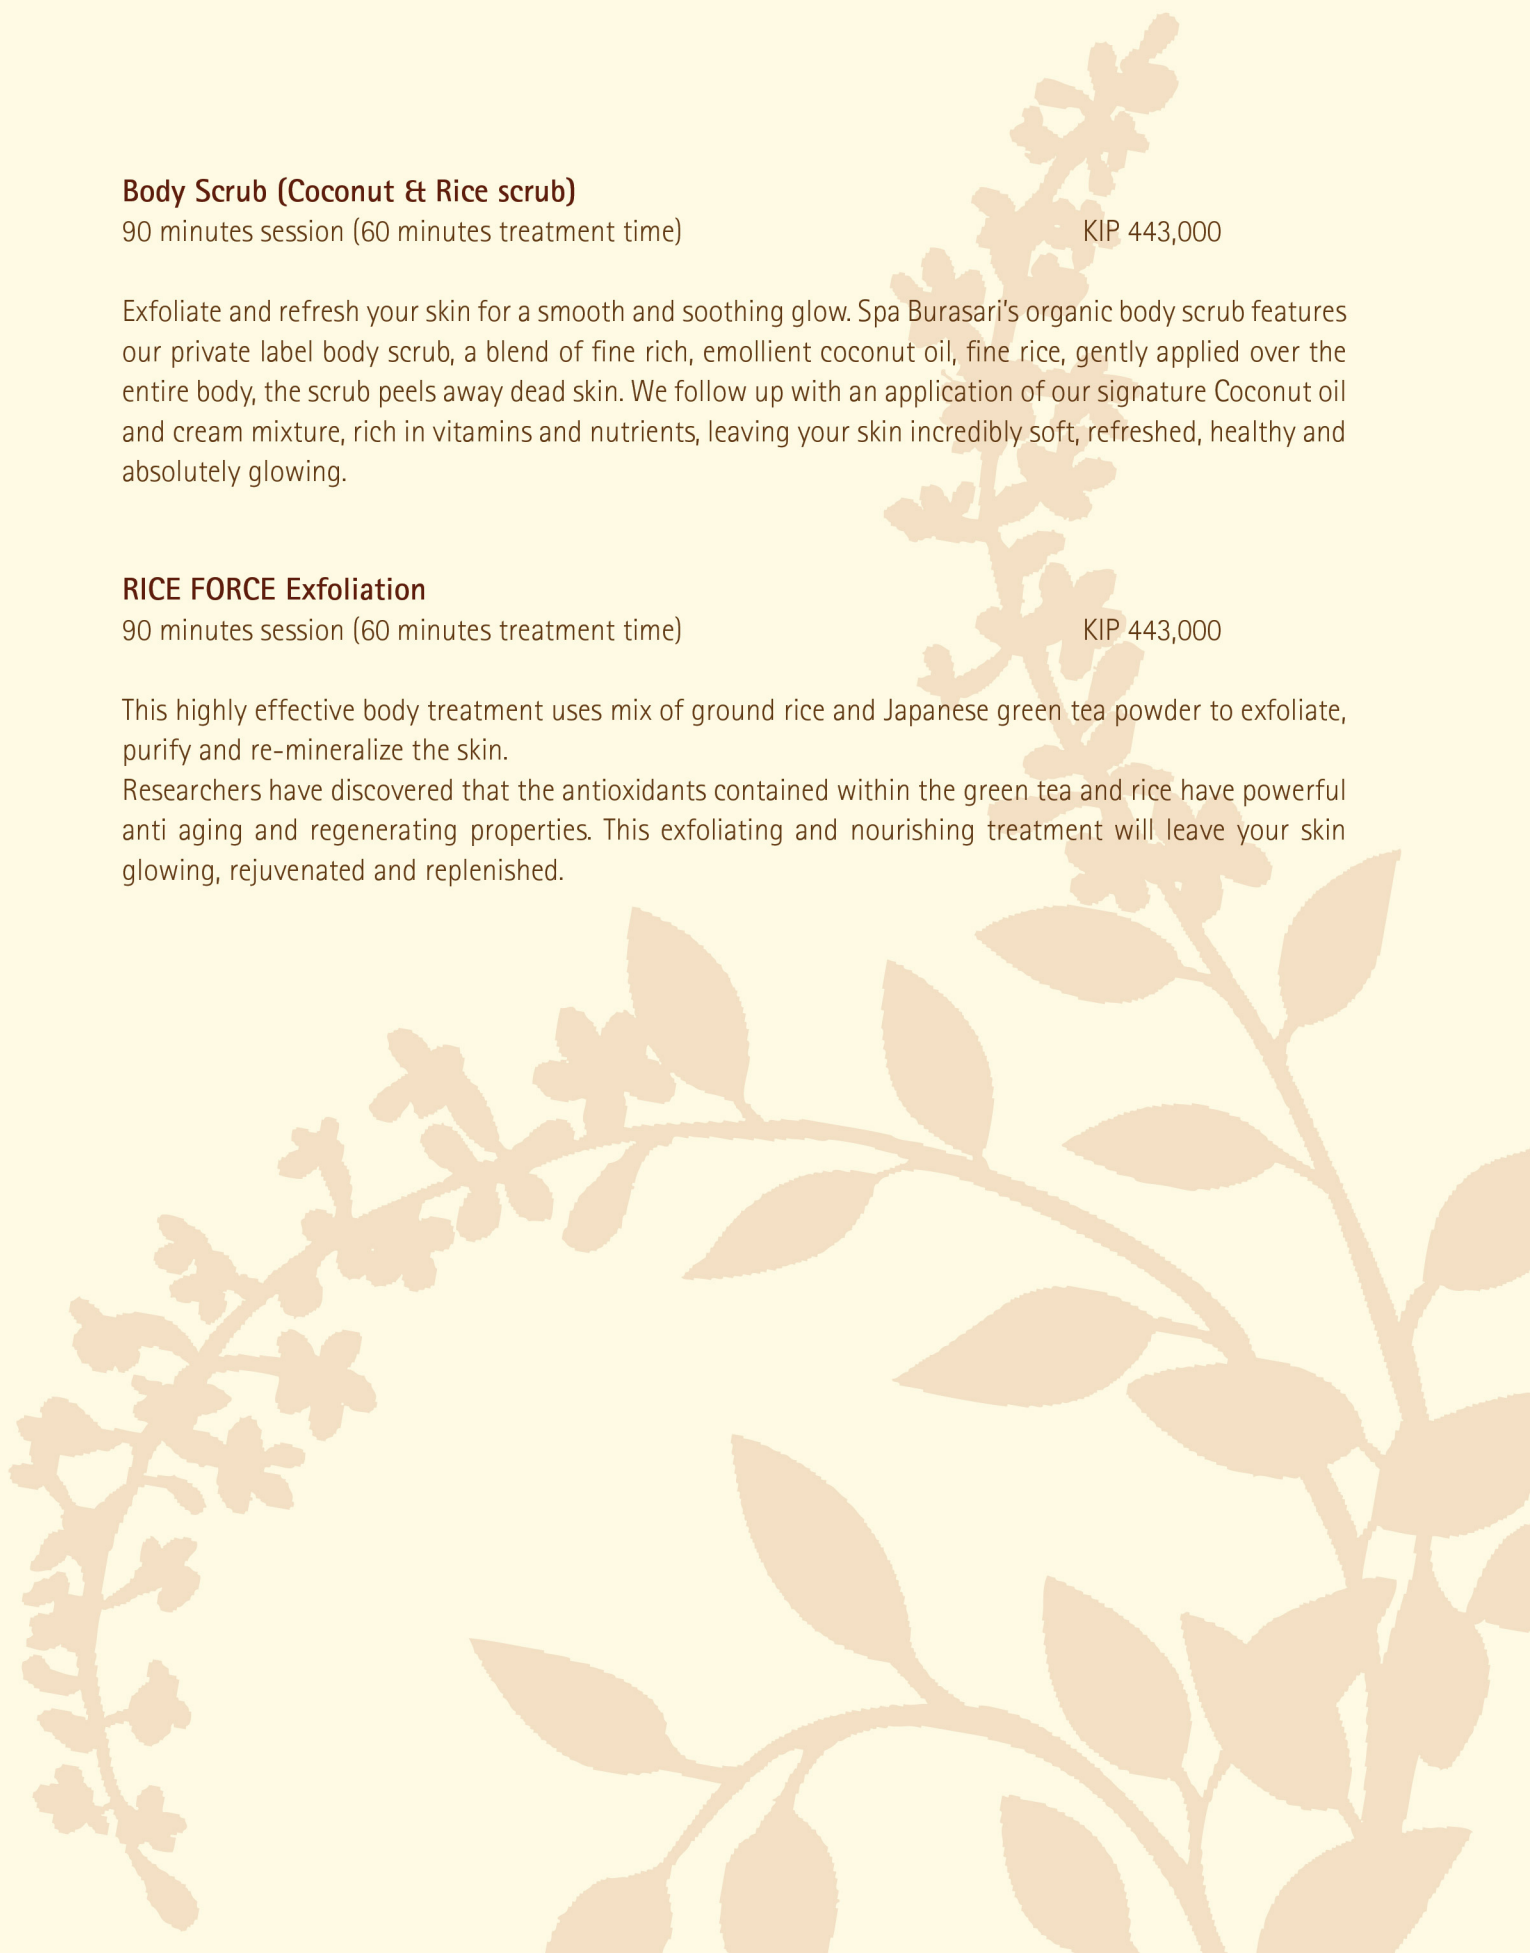 Body Scrub (Coconut & Rice scrub)
90 minutes session (60 minutes treatment time) KIP 443,000
Exfoliate and refresh your skin for a smooth and soothing glow. Spa Burasari's organic body scrub features
our private label body scrub, a blend of fine rich, emollient coconut oil, fine rice, gently applied over the
entire body, the scrub peels away dead skin. We follow up with an application of our signature Coconut oil
and cream mixture, rich in vitamins and nutrients, leaving your skin incredibly soft, refreshed, healthy and
absolutely glowing.
RICE FORCE Exfoliation
90 minutes session (60 minutes treatment time) KIP 443,000
This highly effective body treatment uses mix of ground rice and Japanese green tea powder to exfoliate,
purify and re-mineralize the skin.
Researchers have discovered that the antioxidants contained within the green tea and rice have powerful
anti aging and regenerating properties. This exfoliating and nourishing treatment will leave your skin
glowing, rejuvenated and replenished.